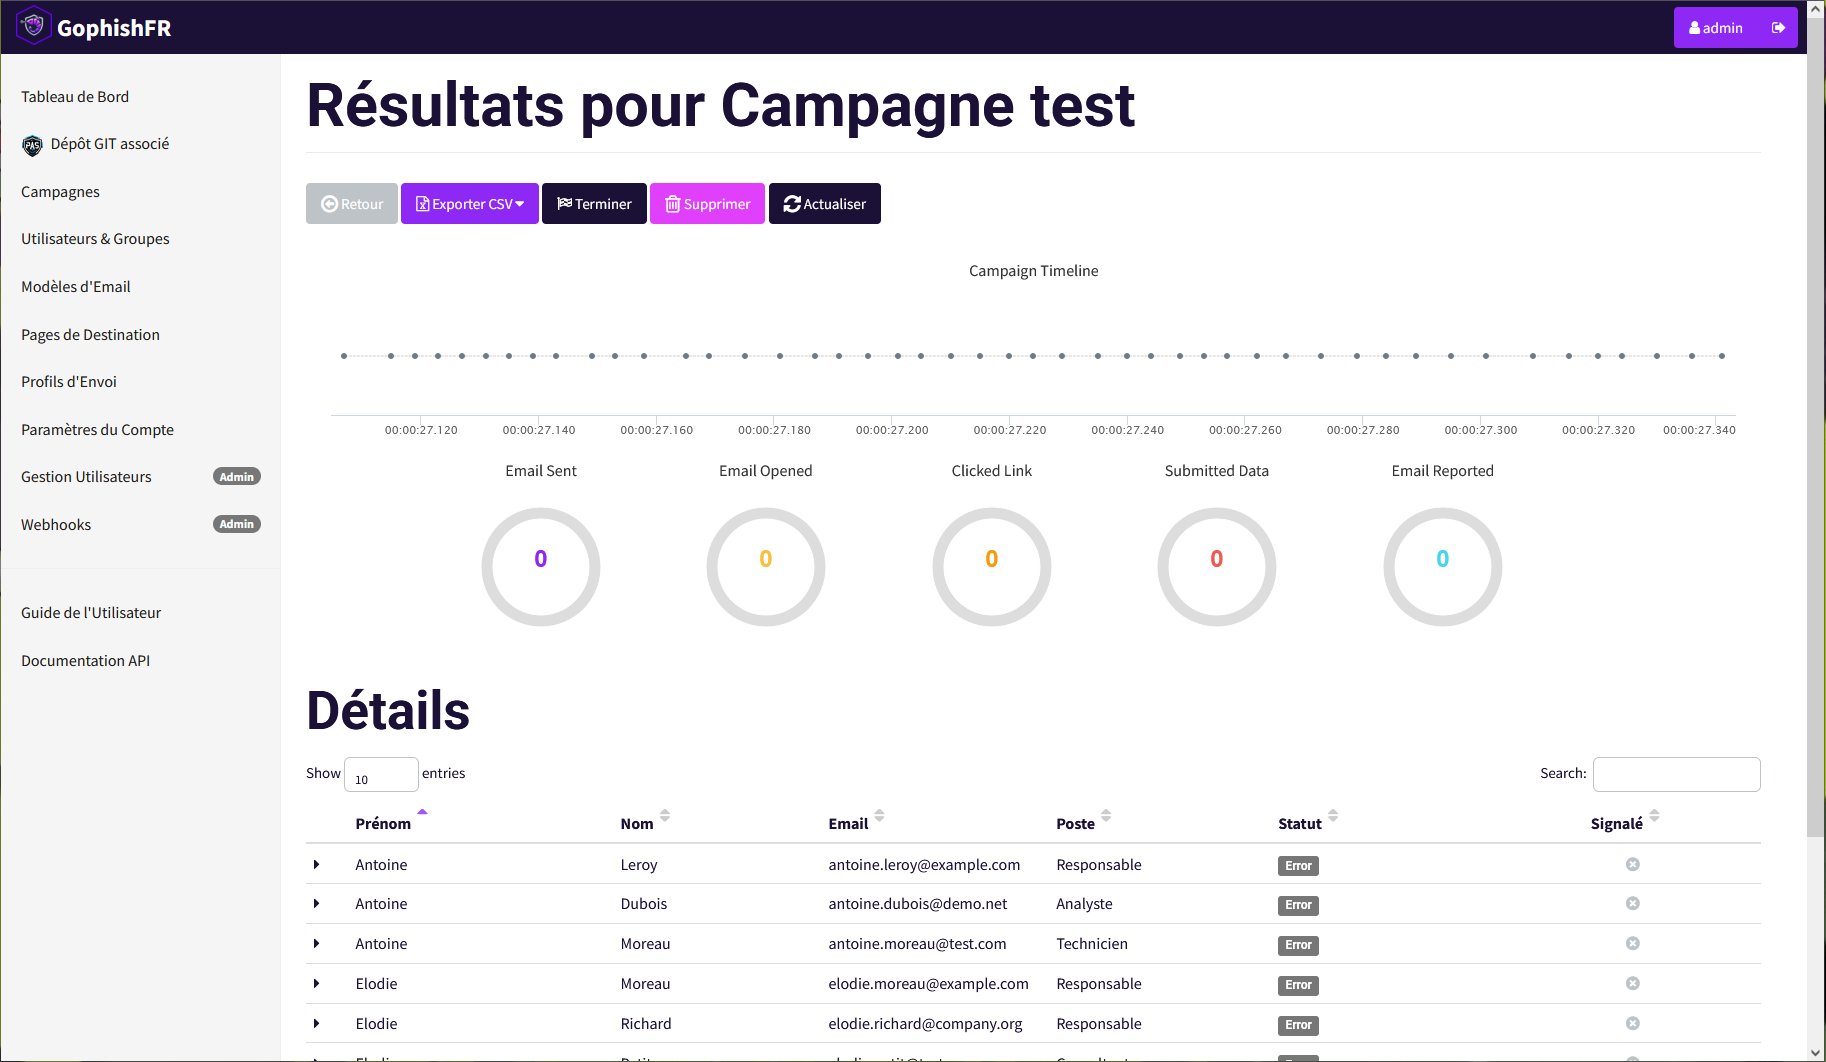 GophishFR
admin
Tableau de Bord
PAS Dépôt GIT associé
Campagnes
Utilisateurs & Groupes
Modèles d'Email
Pages de Destination
Profils d'Envoi
Paramètres du Compte
Gestion Utilisateurs Admin
Webhooks Admin
Guide de l'Utilisateur
Documentation API
Résultats pour Campagne test
Retour Exporter CSV Terminer Supprimer Actualiser
Campaign Timeline
00:00:27.120 00:00:27.140 00:00:27.160 00:00:27.180 00:00:27.200 00:00:27.220 00:00:27.240 00:00:27.260 00:00:27.280 00:00:27.300 00:00:27.320 00:00:27.340
Email Sent Email Opened Clicked Link Submitted Data Email Reported
0 0 0 0 0
Détails
Show 10 entries Search:
Prénom Nom Email Poste Statut Signalé
Antoine Leroy antoine.leroy@example.com Responsable Error
Antoine Dubois antoine.dubois@demo.net Analyste Error
Antoine Moreau antoine.moreau@test.com Technicien Error
Elodie Moreau elodie.moreau@example.com Responsable Error
Elodie Richard elodie.richard@company.org Responsable Error